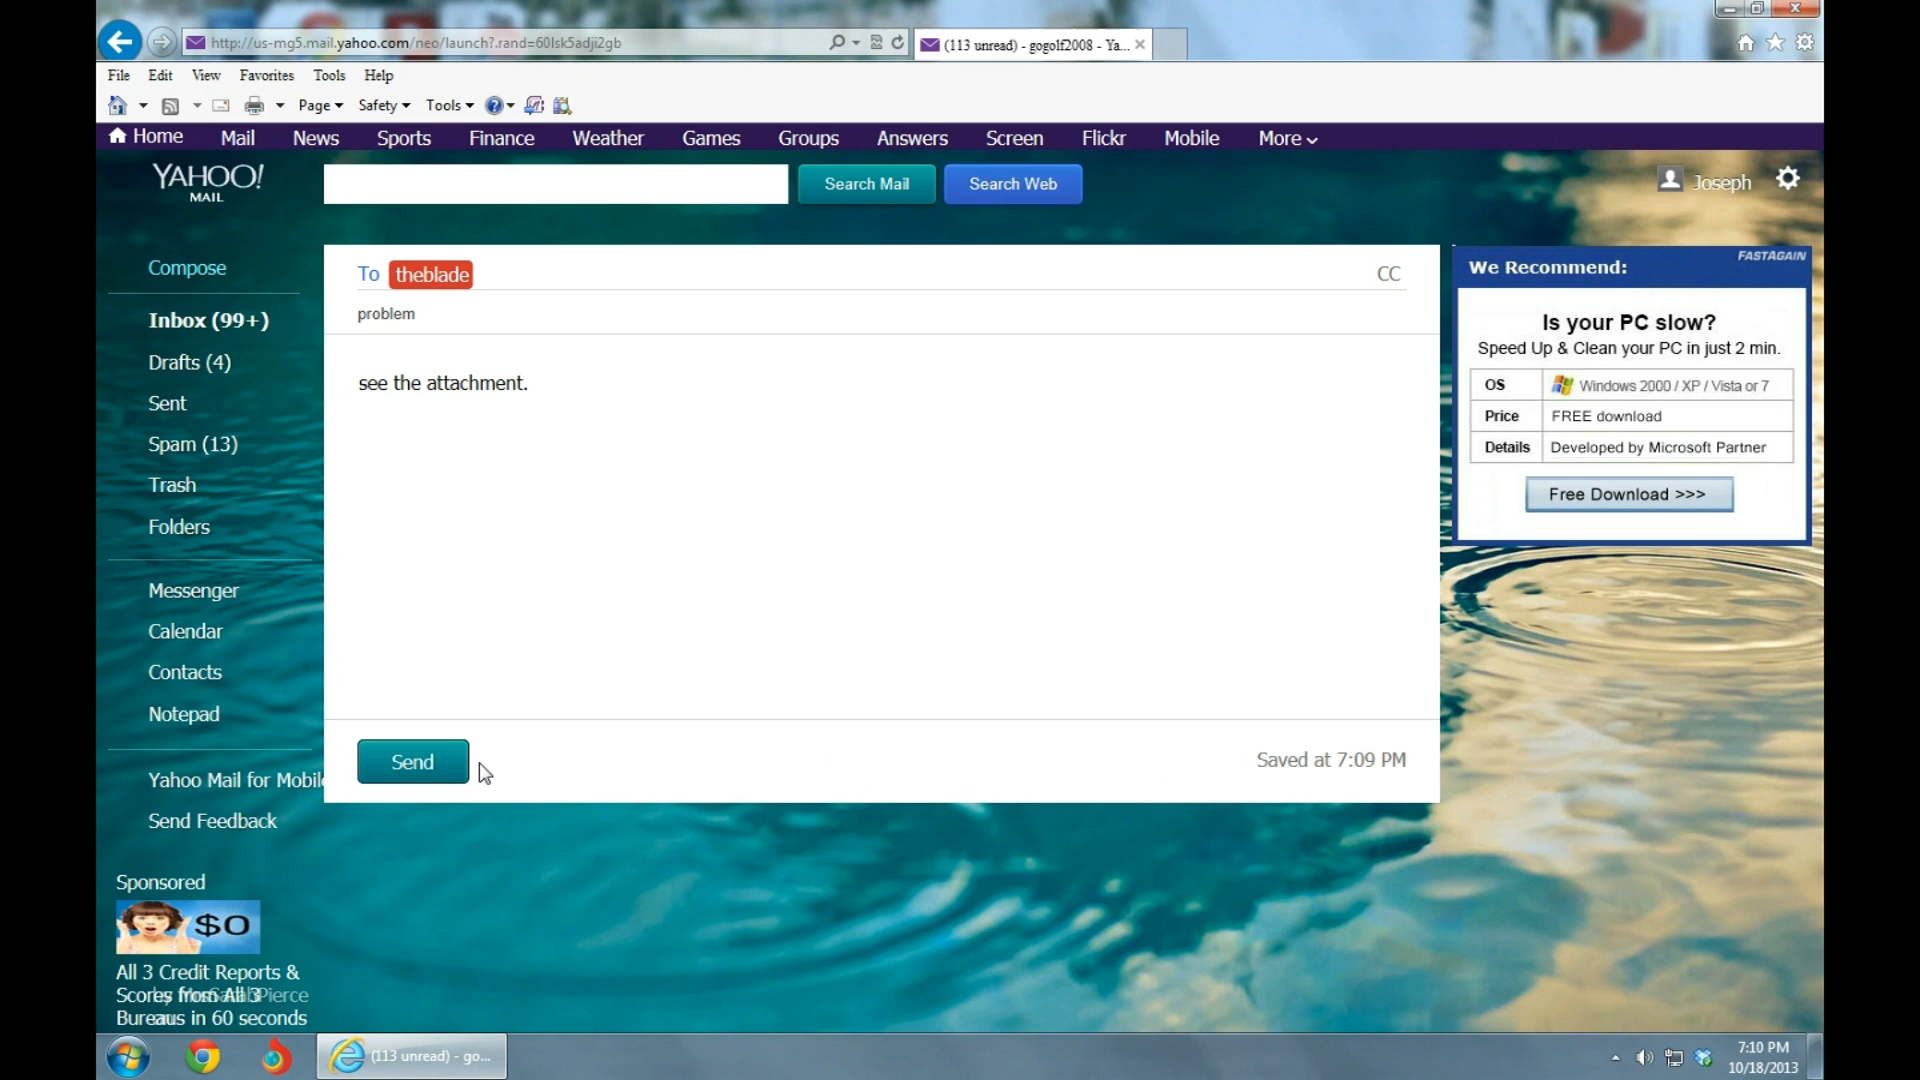 http://us-mg5.mail.yahoo.com/neo/launch?.rand=60lsk5adji2gb
(113 unread) - gogolf2008 - Ya...
File Edit View Favorites Tools Help
Page Safety Tools
Home Mail News Sports Finance Weather Games Groups Answers Screen Flickr Mobile More
YAHOO!
MAIL
Search Mail Search Web
Joseph
Compose
Inbox (99+)
Drafts (4)
Sent
Spam (13)
Trash
Folders
Messenger
Calendar
Contacts
Notepad
Yahoo Mail for Mobile
Send Feedback
To theblade CC
problem
see the attachment.
Send
Saved at 7:09 PM
FASTAGAIN
We Recommend:
Is your PC slow?
Speed Up & Clean your PC in just 2 min.
OS Windows 2000 / XP / Vista or 7
Price FREE download
Details Developed by Microsoft Partner
Free Download >>>
Sponsored
$0
All 3 Credit Reports &
Scores from All 3 Pierce
Bureaus in 60 seconds
(113 unread) - go...
7:10 PM
10/18/2013